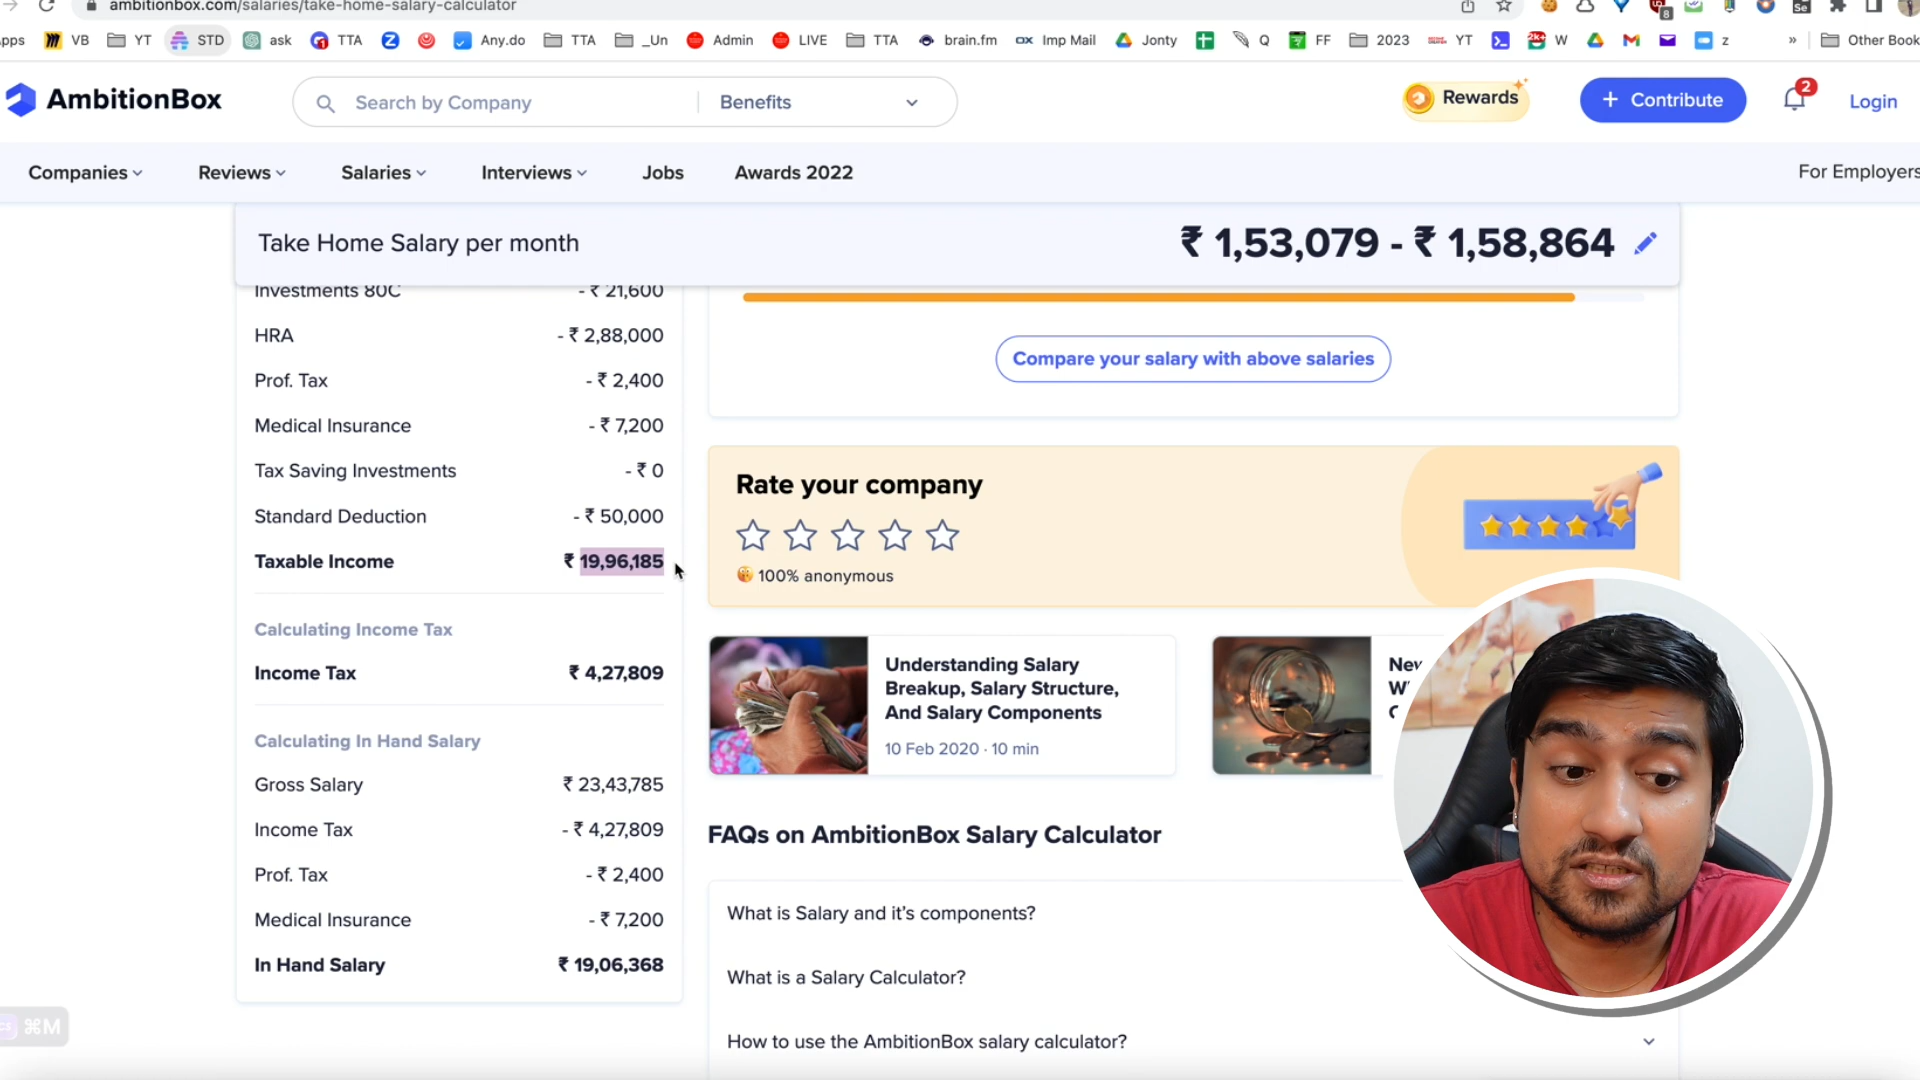 ambitionbox.com/salaries/take-home-salary-calculator
VB YT STD ask TTA Any.do TTA _Un Admin LIVE TTA brain.fm Imp Mail Jonty Q FF 2023 YT W z » Other Book
AmbitionBox
Search by Company
Benefits
Rewards
+ Contribute
2
Login
Companies
Reviews
Salaries
Interviews
Jobs
Awards 2022
For Employers
Take Home Salary per month
₹ 1,53,079 - ₹ 1,58,864
Investments 80C - ₹ 21,600
HRA - ₹ 2,88,000
Prof. Tax - ₹ 2,400
Medical Insurance - ₹ 7,200
Tax Saving Investments - ₹ 0
Standard Deduction - ₹ 50,000
Taxable Income ₹ 19,96,185
Calculating Income Tax
Income Tax ₹ 4,27,809
Calculating In Hand Salary
Gross Salary ₹ 23,43,785
Income Tax - ₹ 4,27,809
Prof. Tax - ₹ 2,400
Medical Insurance - ₹ 7,200
In Hand Salary ₹ 19,06,368
⌘M
Compare your salary with above salaries
Rate your company
100% anonymous
Understanding Salary
Breakup, Salary Structure,
And Salary Components
10 Feb 2020 · 10 min
FAQs on AmbitionBox Salary Calculator
What is Salary and it's components?
What is a Salary Calculator?
How to use the AmbitionBox salary calculator?